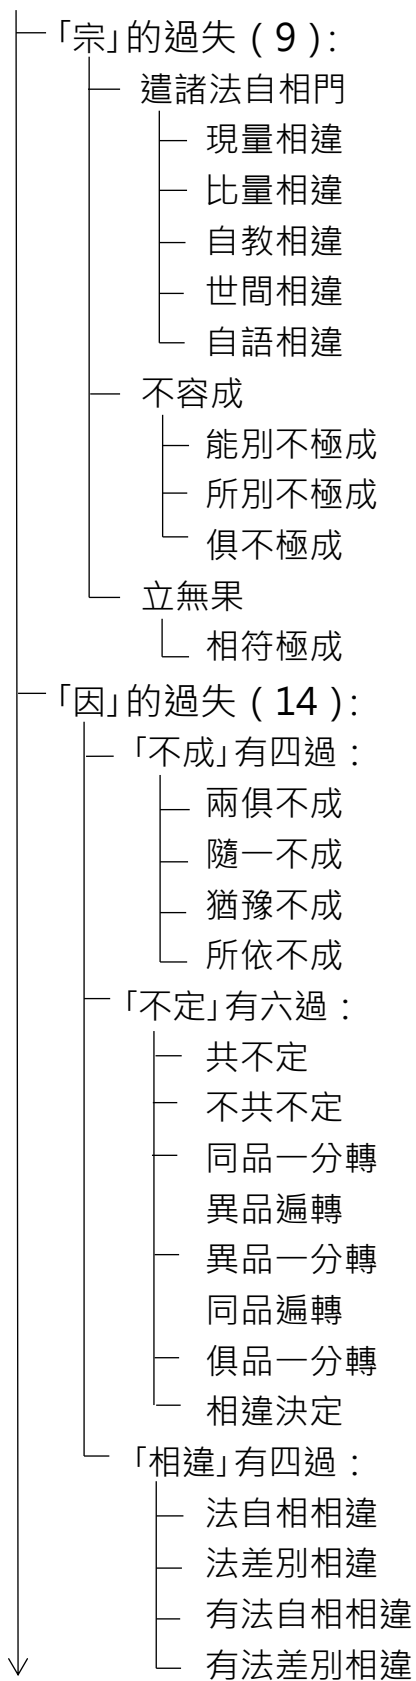 「宗」的過失（9）:
遣諸法自相門
現量相違
比量相違
自教相違
世間相違
自語相違
不容成
能別不極成
所別不極成
俱不極成
立無果
相符極成
「因」的過失（14）:
「不成」有四過：
兩俱不成
隨一不成
猶豫不成
所依不成
「不定」有六過：
共不定
不共不定
同品一分轉
異品遍轉
異品一分轉
同品遍轉
俱品一分轉
相違決定
「相違」有四過：
法自相相違
法差別相違
有法自相相違
有法差別相違